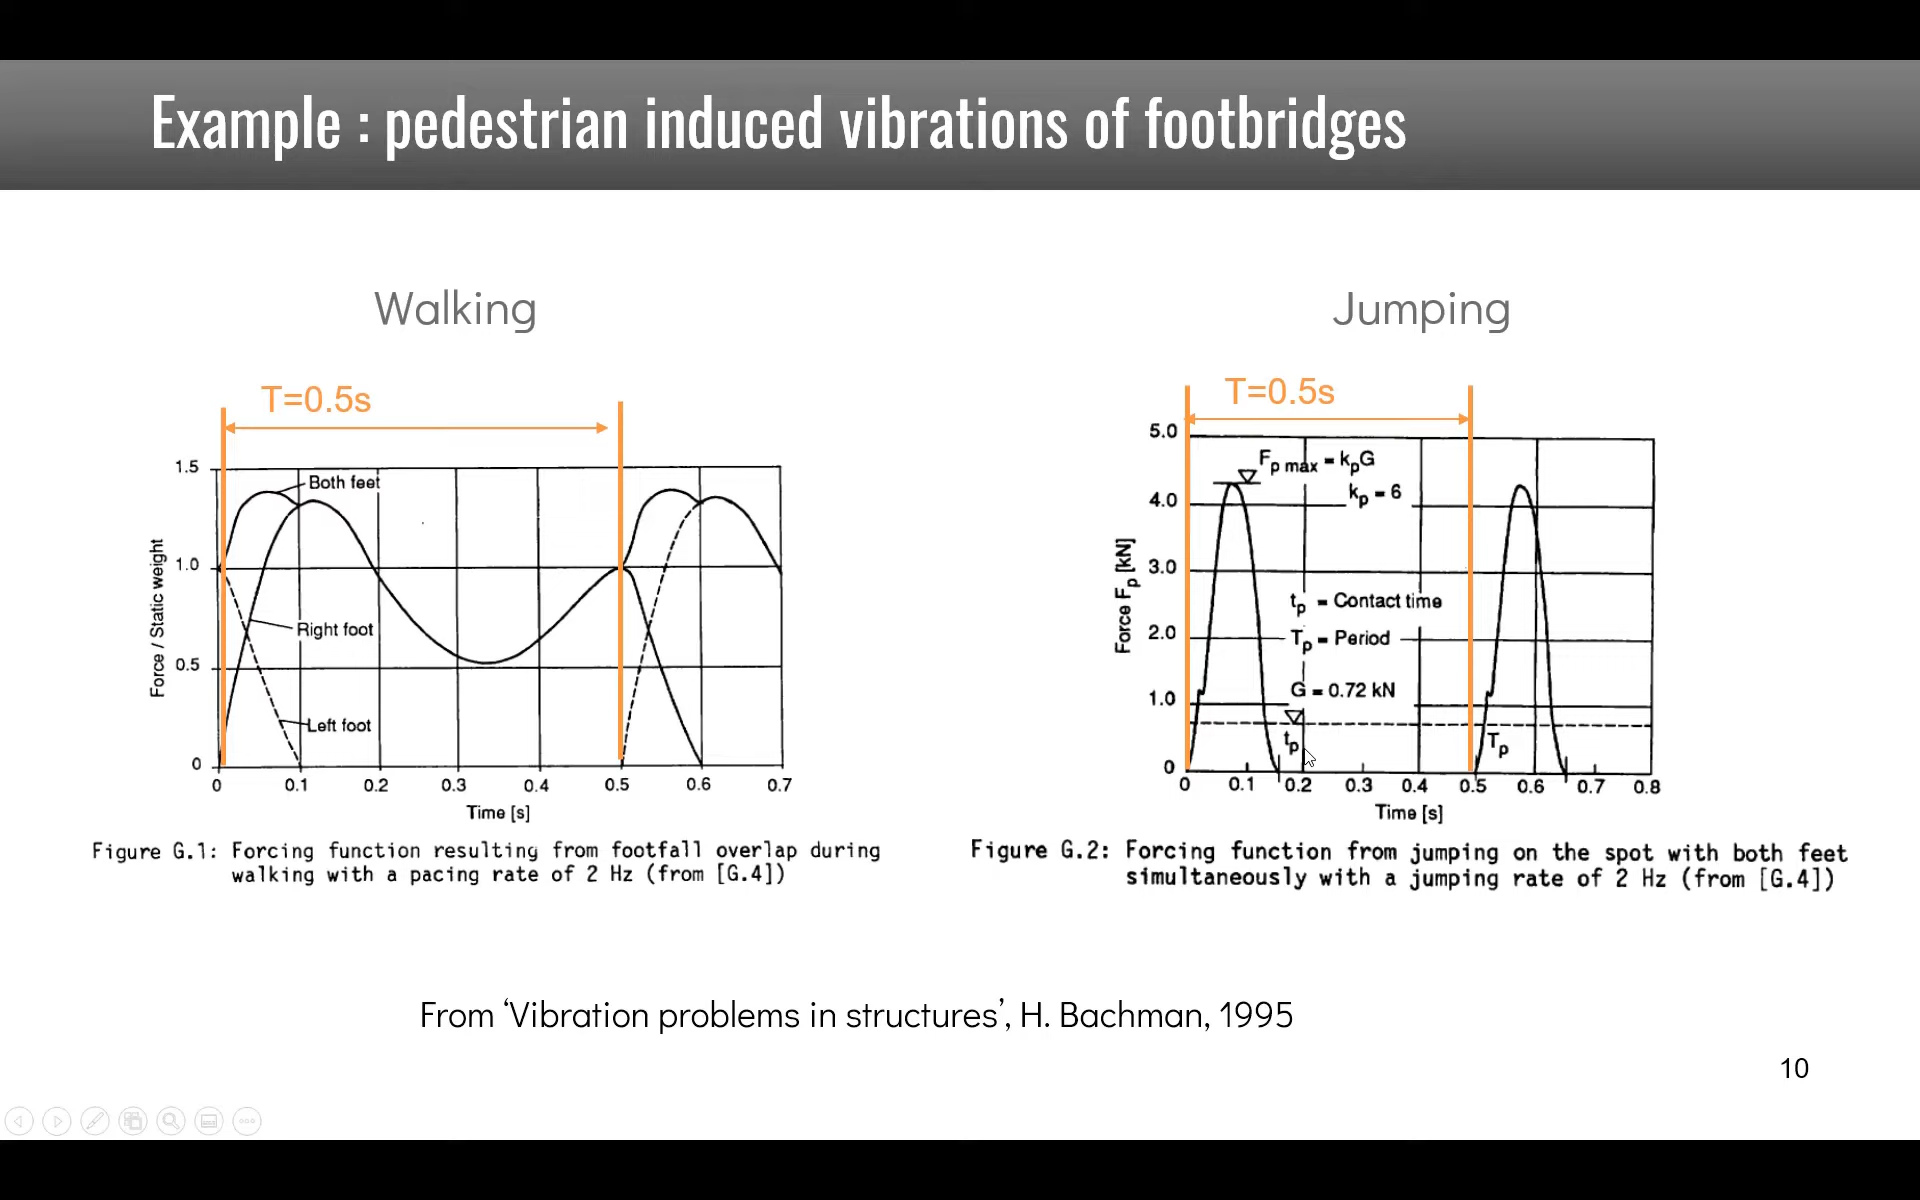 Example : pedestrian induced vibrations of footbridges
Walking
T=0.5s
1.5
1.0
0.5
0
Force / Static weight
Both feet
Right foot
Left foot
0 0.1 0.2 0.3 0.4 0.5 0.6 0.7
Time [s]
Figure G.1: Forcing function resulting from footfall overlap during
walking with a pacing rate of 2 Hz (from [G.4])
Jumping
T=0.5s
5.0
4.0
3.0
2.0
1.0
0
Force Fp [kN]
Fp max = kpG
kp = 6
tp = Contact time
Tp = Period
G = 0.72 kN
tp
Tp
0 0.1 0.2 0.3 0.4 0.5 0.6 0.7 0.8
Time [s]
Figure G.2: Forcing function from jumping on the spot with both feet
simultaneously with a jumping rate of 2 Hz (from [G.4])
From ‘Vibration problems in structures’, H. Bachman, 1995
10